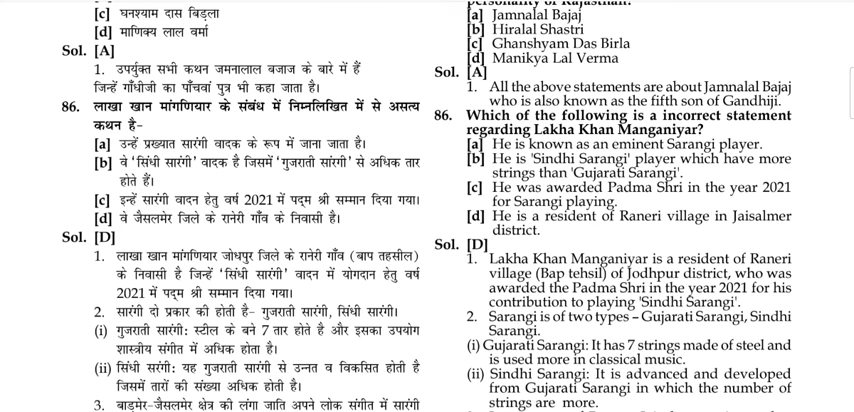 [c] घनश्याम दास बिड़ला
[d] माणिक्य लाल वर्मा
Sol. [A]
1. उपर्युक्त सभी कथन जमनालाल बजाज के बारे में हैं
जिन्हें गाँधीजी का पाँचवां पुत्र भी कहा जाता है।
86. लाखा खान मांगणियार के संबंध में निम्नलिखित में से असत्य
कथन है-
[a] उन्हें प्रख्यात सारंगी वादक के रूप में जाना जाता है।
[b] वे ‘सिंधी सारंगी’ वादक है जिसमें ‘गुजराती सांरगी’ से अधिक तार
होते हैं।
[c] इन्हें सारंगी वादन हेतु वर्ष 2021 में पद्म श्री सम्मान दिया गया।
[d] वे जैसलमेर जिले के रानेरी गाँव के निवासी है।
Sol. [D]
1. लाखा खान मांगणियार जोधपुर जिले के रानेरी गाँव (बाप तहसील)
के निवासी है जिन्हें ‘सिंधी सारंगी’ वादन में योगदान हेतु वर्ष
2021 में पद्म श्री सम्मान दिया गया।
2. सारंगी दो प्रकार की होती है- गुजराती सारंगी, सिंधी सारंगी।
(i) गुजराती सारंगी: स्टील के बने 7 तार होते है और इसका उपयोग
शास्त्रीय संगीत में अधिक होता है।
(ii) सिंधी सरंगी: यह गुजराती सारंगी से उन्नत व विकसित होती है
जिसमें तारों की संख्या अधिक होती है।
3. बाड़मेर-जैसलमेर क्षेत्र की लंगा जाति अपने लोक संगीत में सारंगी
personality of Rajasthan?
[a] Jamnalal Bajaj
[b] Hiralal Shastri
[c] Ghanshyam Das Birla
[d] Manikya Lal Verma
Sol. [A]
1. All the above statements are about Jamnalal Bajaj
who is also known as the fifth son of Gandhiji.
86. Which of the following is a incorrect statement
regarding Lakha Khan Manganiyar?
[a] He is known as an eminent Sarangi player.
[b] He is 'Sindhi Sarangi' player which have more
strings than 'Gujarati Sarangi'.
[c] He was awarded Padma Shri in the year 2021
for Sarangi playing.
[d] He is a resident of Raneri village in Jaisalmer
district.
Sol. [D]
1. Lakha Khan Manganiyar is a resident of Raneri
village (Bap tehsil) of Jodhpur district, who was
awarded the Padma Shri in the year 2021 for his
contribution to playing 'Sindhi Sarangi'.
2. Sarangi is of two types – Gujarati Sarangi, Sindhi
Sarangi.
(i) Gujarati Sarangi: It has 7 strings made of steel and
is used more in classical music.
(ii) Sindhi Sarangi: It is advanced and developed
from Gujarati Sarangi in which the number of
strings are more.